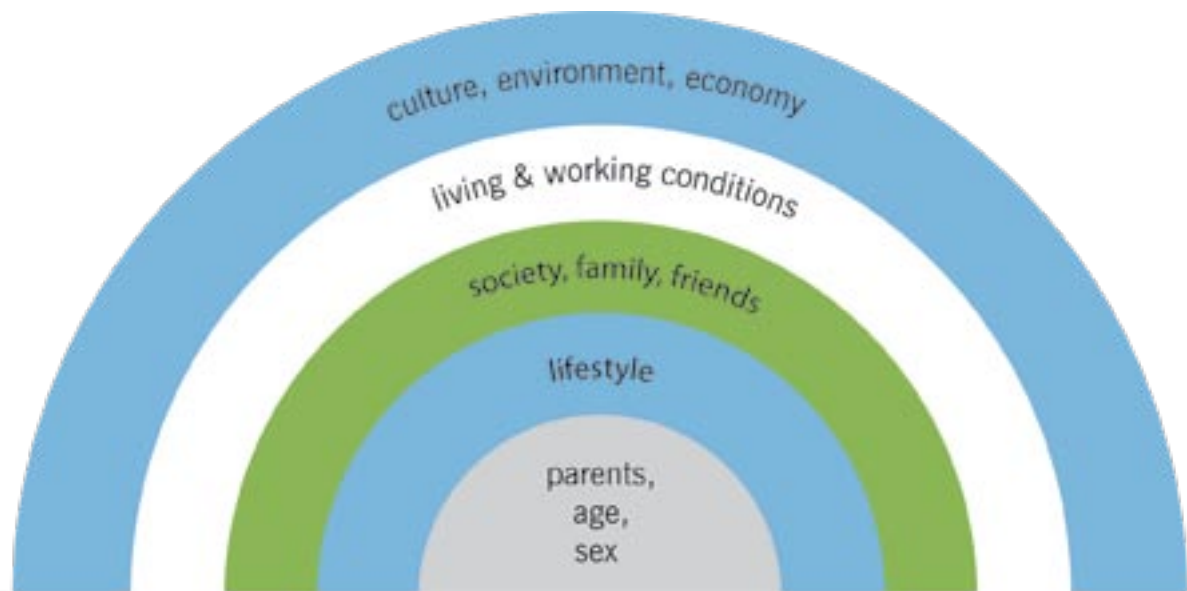 culture, environment, economy
living & working conditions
society, family, friends
lifestyle
parents,
age,
sex